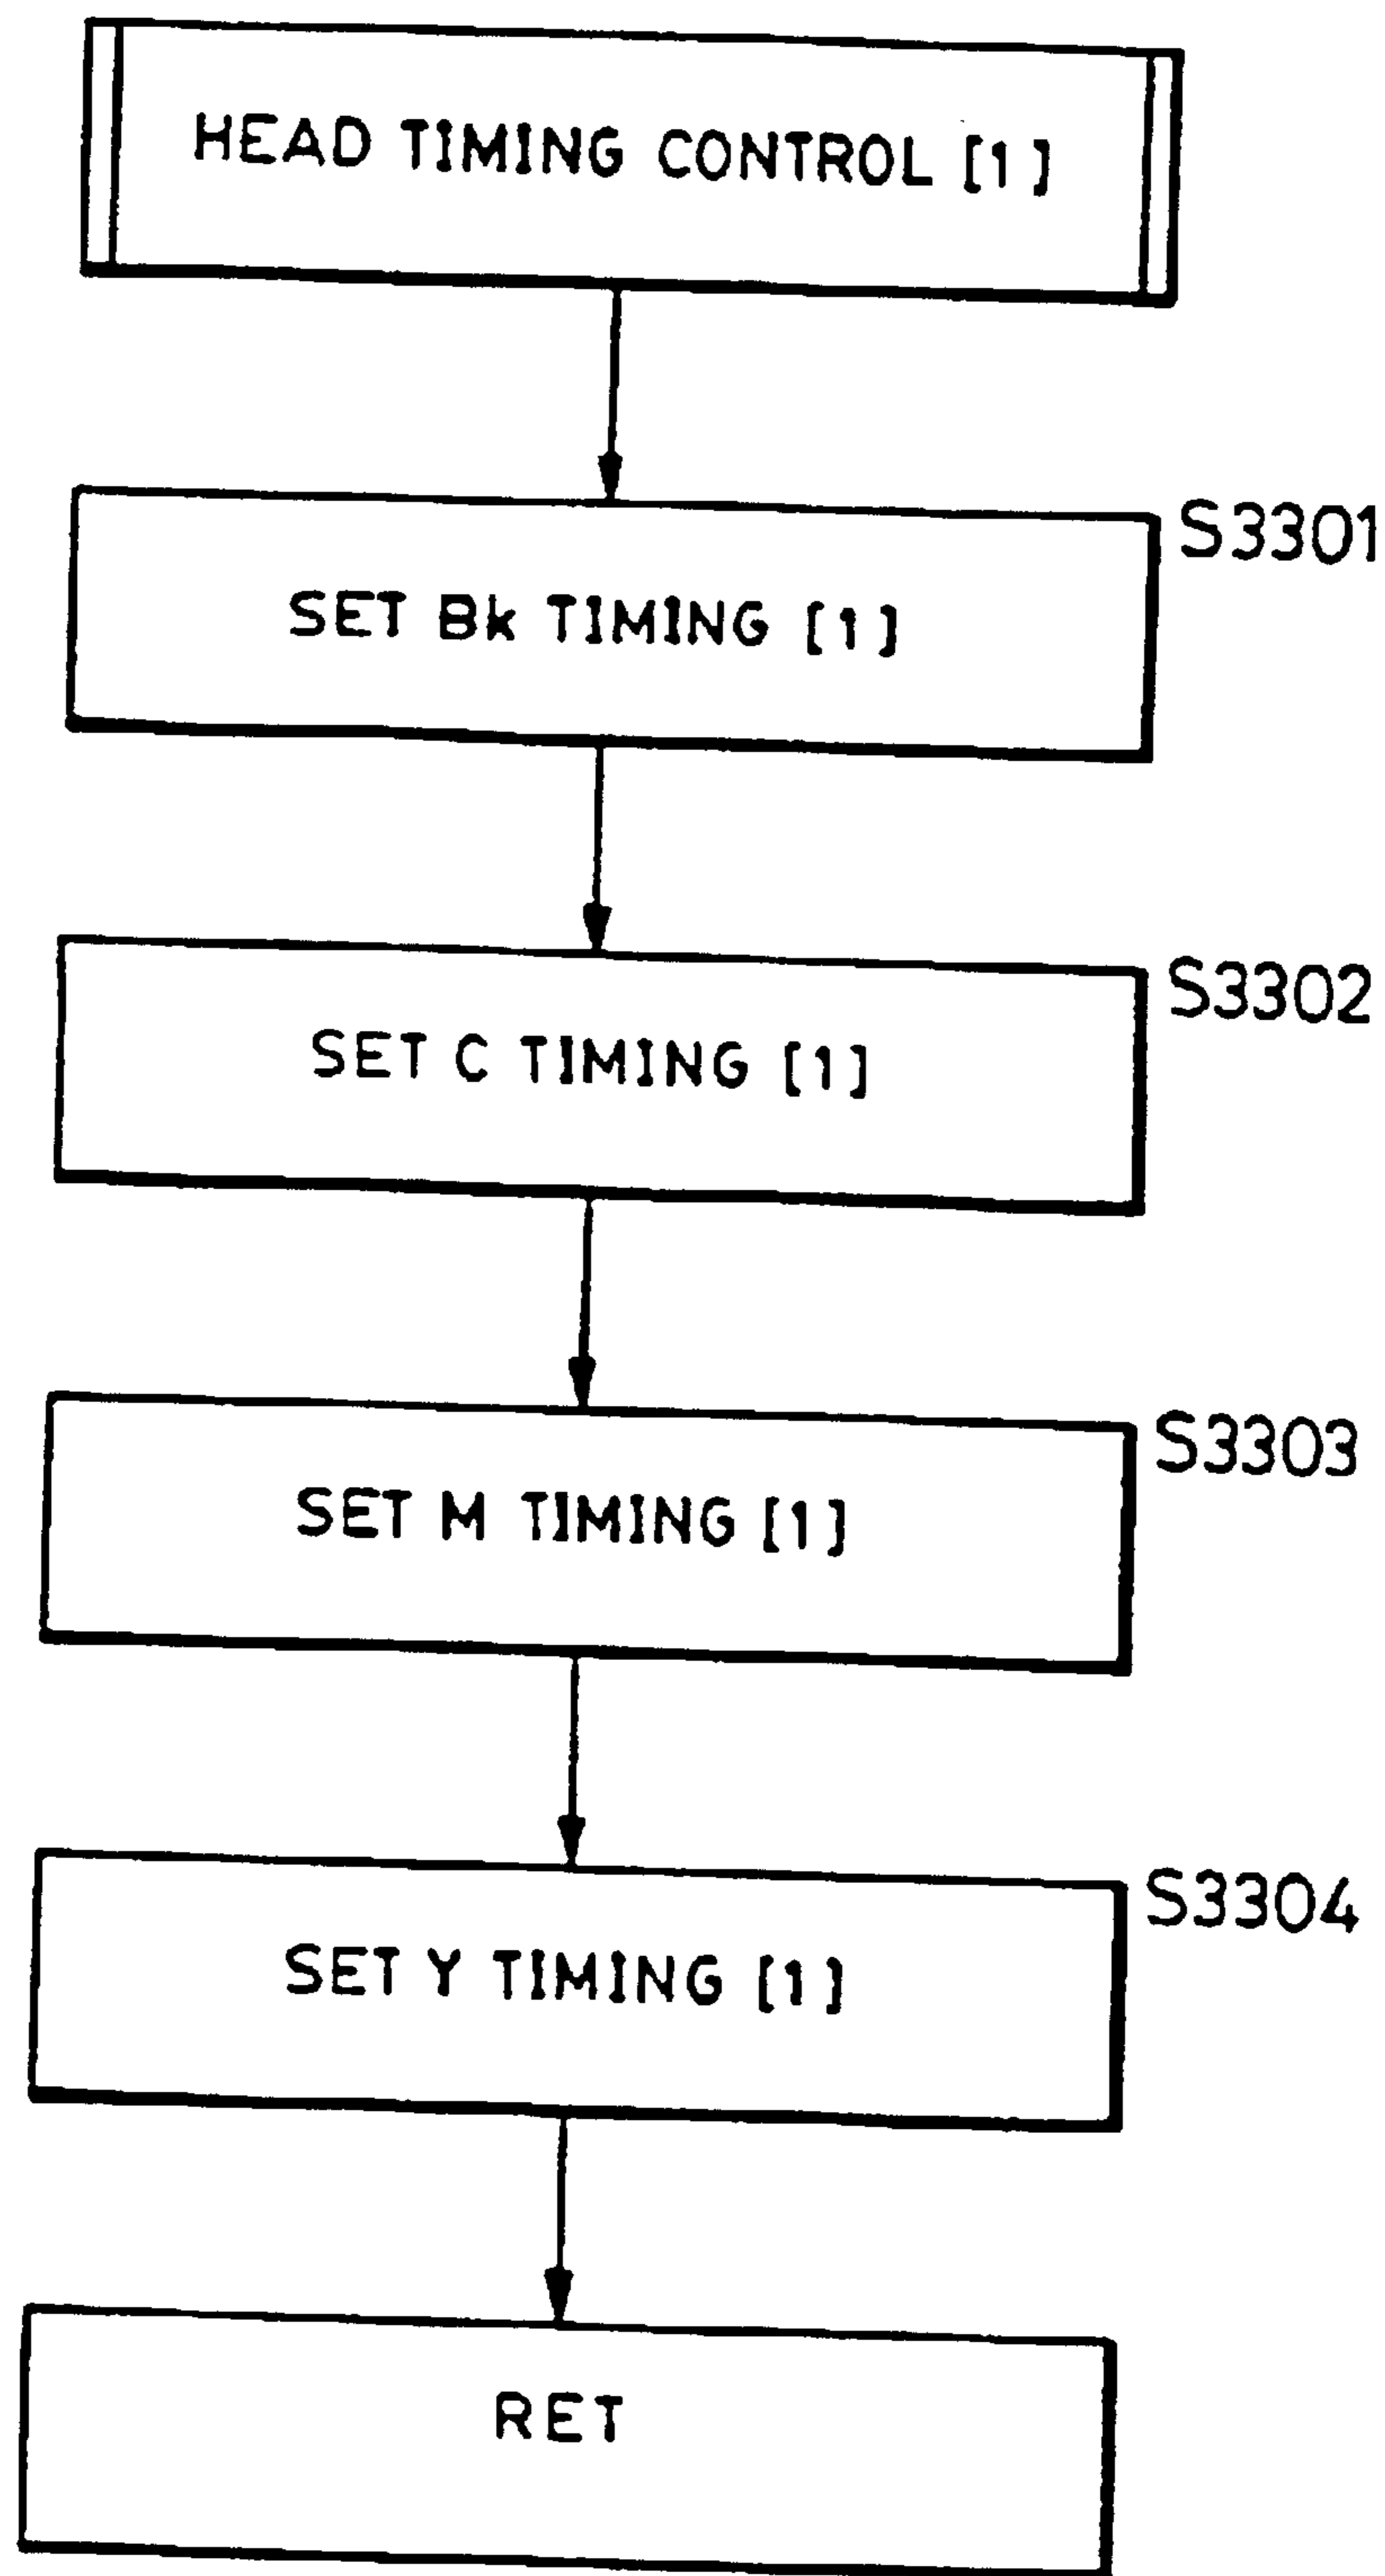 HEAD TIMING CONTROL [1]
S3301
SET Bk TIMING [1]
S3302
SET C TIMING [1]
S3303
SET M TIMING [1]
S3304
SET Y TIMING [1]
RET